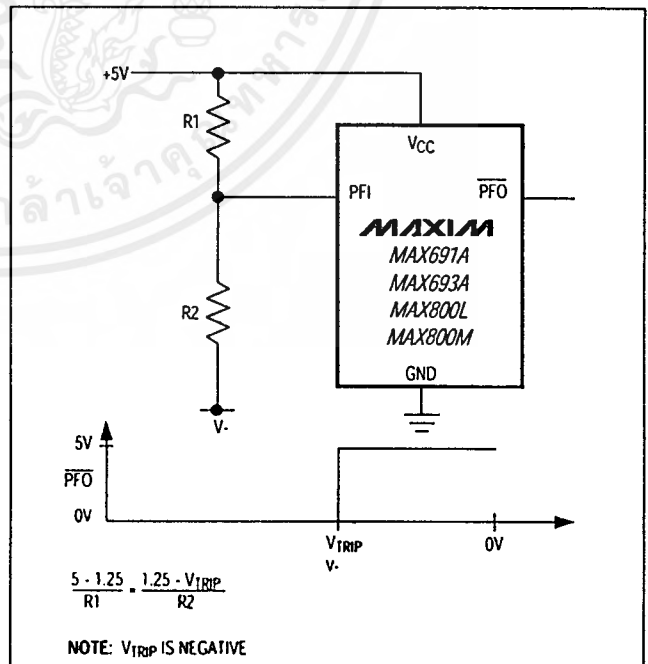 +5V
R1
VCC
PFI
PFO
MAXIM
MAX691A
MAX693A
MAX800L
MAX800M
R2
GND
V-
5V
PFO
0V
VTRIP
0V
V-
5 - 1.25
R1
=
1.25 - VTRIP
R2
NOTE: VTRIP IS NEGATIVE